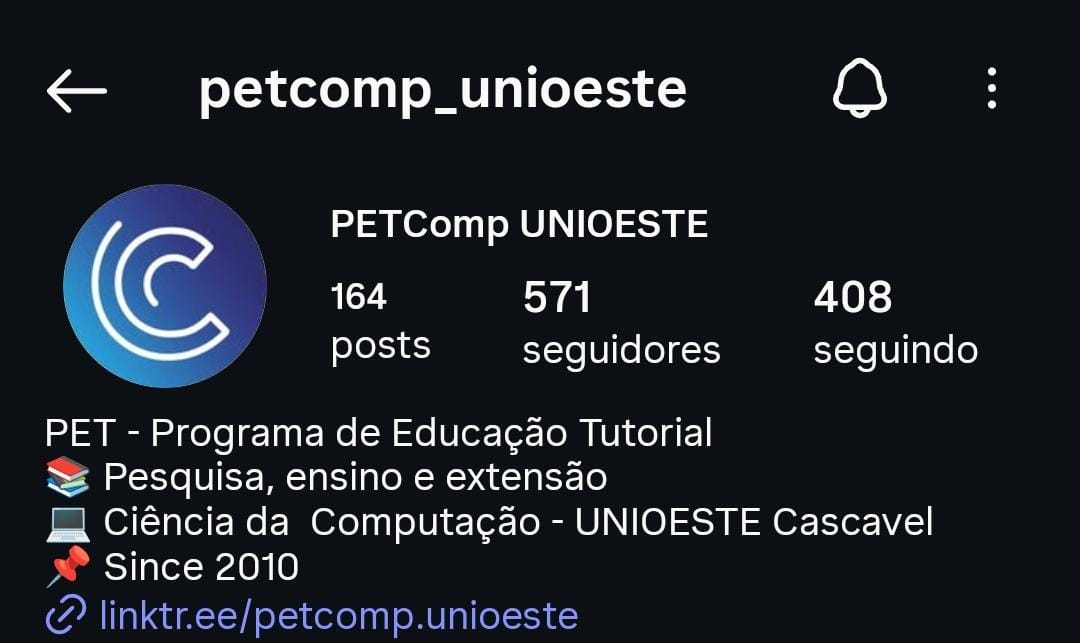 petcomp_unioeste
PETComp UNIOESTE
164 571 408
posts seguidores seguindo
PET - Programa de Educação Tutorial
📚 Pesquisa, ensino e extensão
💻 Ciência da  Computação - UNIOESTE Cascavel
📌 Since 2010
linktr.ee/petcomp.unioeste